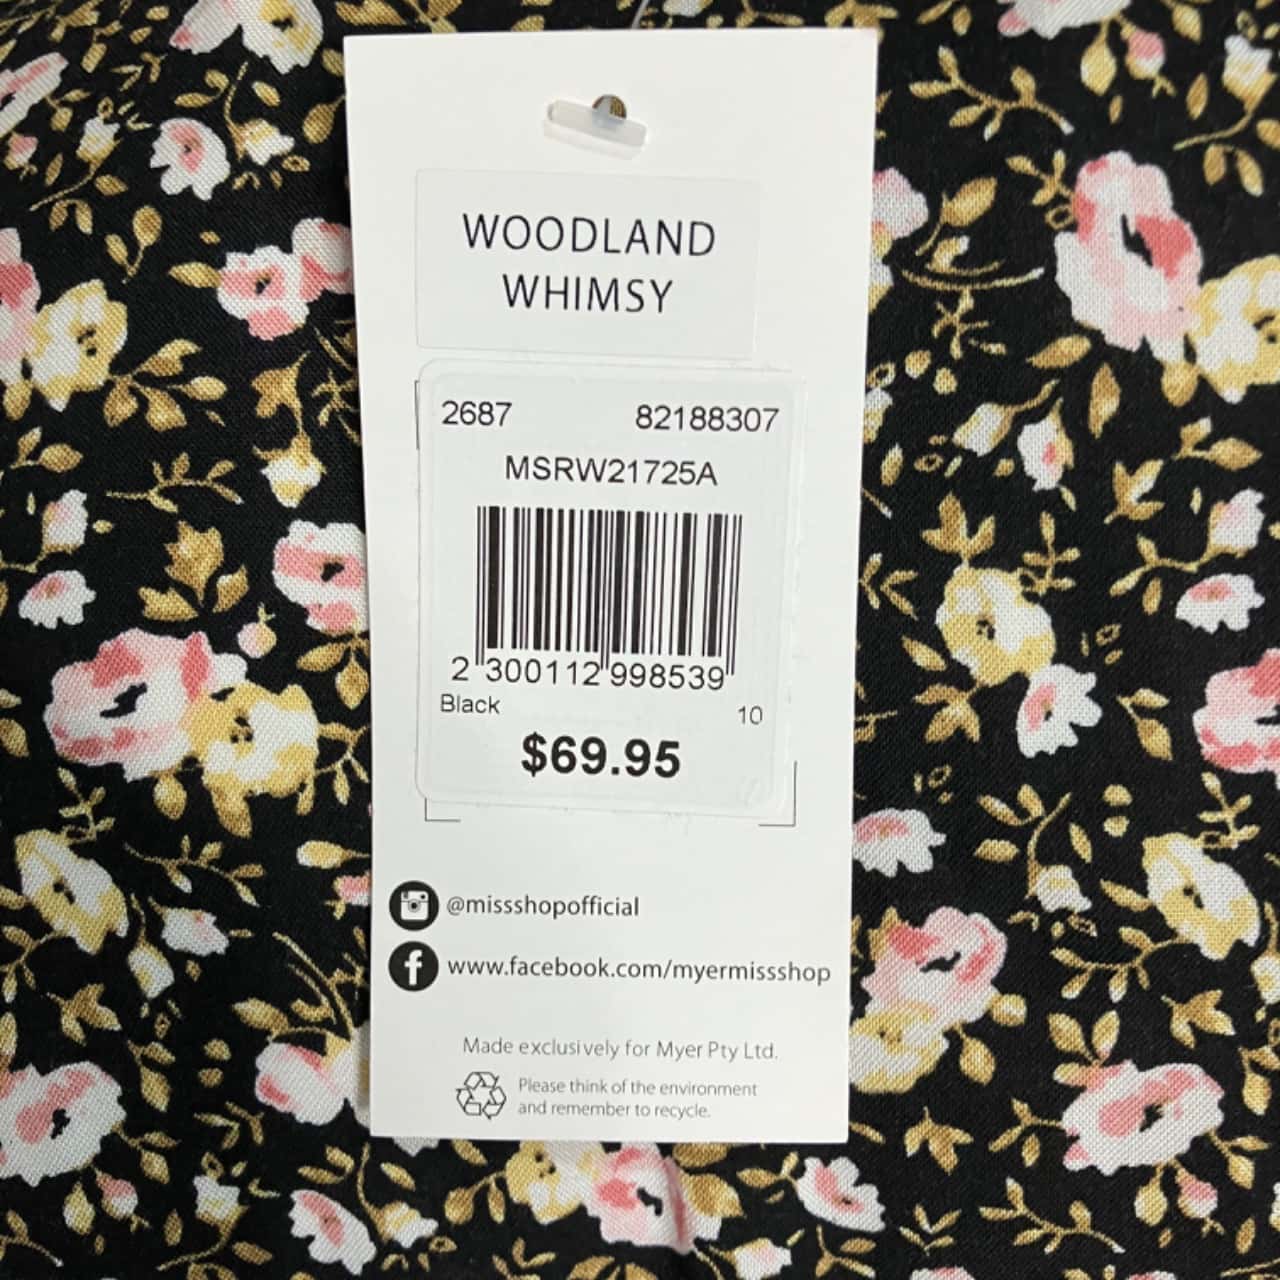 WOODLAND
WHIMSY
2687 82188307
MSRW21725A
2 300112 998539
Black 10
$69.95
@missshopofficial
www.facebook.com/myermissshop
Made exclusively for Myer Pty Ltd.
Please think of the environment
and remember to recycle.